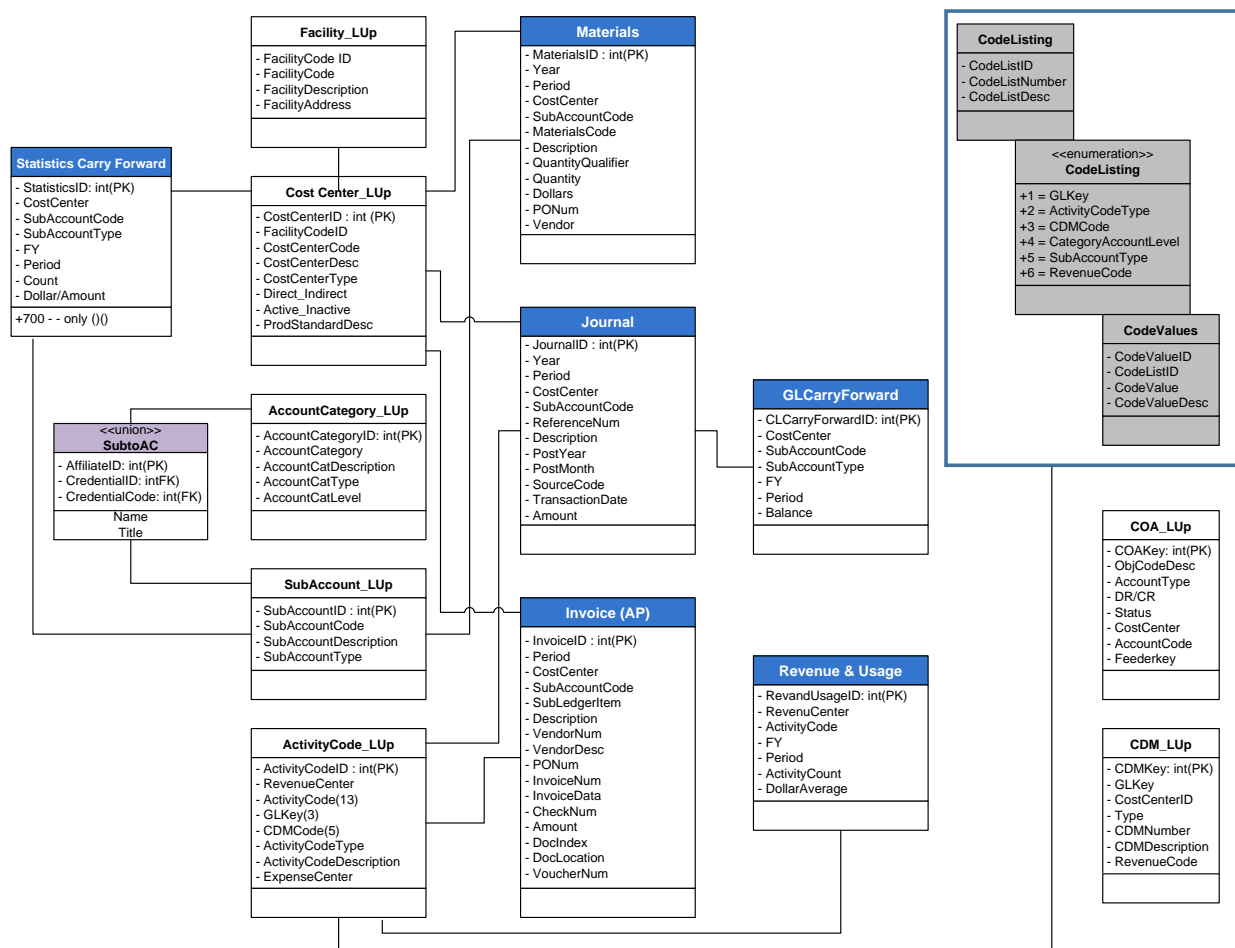 Facility_LUp
- FacilityCode ID
- FacilityCode
- FacilityDescription
- FacilityAddress
Materials
- MaterialsID : int(PK)
- Year
- Period
- CostCenter
- SubAccountCode
- MaterialsCode
- Description
- QuantityQualifier
- Quantity
- Dollars
- PONum
- Vendor
CodeListing
- CodeListID
- CodeListNumber
- CodeListDesc
<<enumeration>>
CodeListing
+1 = GLKey
+2 = ActivityCodeType
+3 = CDMCode
+4 = CategoryAccountLevel
+5 = SubAccountType
+6 = RevenueCode
CodeValues
- CodeValueID
- CodeListID
- CodeValue
- CodeValueDesc
Statistics Carry Forward
- StatisticsID: int(PK)
- CostCenter
- SubAccountCode
- SubAccountType
- FY
- Period
- Count
- Dollar/Amount
+700 - - only ()()
Cost Center_LUp
- CostCenterID : int (PK)
- FacilityCodeID
- CostCenterCode
- CostCenterDesc
- CostCenterType
- Direct_Indirect
- Active_Inactive
- ProdStandardDesc
Journal
- JournalID : int(PK)
- Year
- Period
- CostCenter
- SubAccountCode
- ReferenceNum
- Description
- PostYear
- PostMonth
- SourceCode
- TransactionDate
- Amount
GLCarryForward
- CLCarryForwardID: int(PK)
- CostCenter
- SubAccountCode
- SubAccountType
- FY
- Period
- Balance
<<union>>
SubtoAC
- AffiliateID: int(PK)
- CredentialID: intFK)
- CredentialCode: int(FK)
Name
Title
AccountCategory_LUp
- AccountCategoryID: int(PK)
- AccountCategory
- AccountCatDescription
- AccountCatType
- AccountCatLevel
SubAccount_LUp
- SubAccountID : int(PK)
- SubAccountCode
- SubAccountDescription
- SubAccountType
Invoice (AP)
- InvoiceID : int(PK)
- Period
- CostCenter
- SubAccountCode
- SubLedgerItem
- Description
- VendorNum
- VendorDesc
- PONum
- InvoiceNum
- InvoiceData
- CheckNum
- Amount
- DocIndex
- DocLocation
- VoucherNum
COA_LUp
- COAKey: int(PK)
- ObjCodeDesc
- AccountType
- DR/CR
- Status
- CostCenter
- AccountCode
- Feederkey
ActivityCode_LUp
- ActivityCodeID : int(PK)
- RevenueCenter
- ActivityCode(13)
- GLKey(3)
- CDMCode(5)
- ActivityCodeType
- ActivityCodeDescription
- ExpenseCenter
Revenue & Usage
- RevandUsageID: int(PK)
- RevenuCenter
- ActivityCode
- FY
- Period
- ActivityCount
- DollarAverage
CDM_LUp
- CDMKey: int(PK)
- GLKey
- CostCenterID
- Type
- CDMNumber
- CDMDescription
- RevenueCode